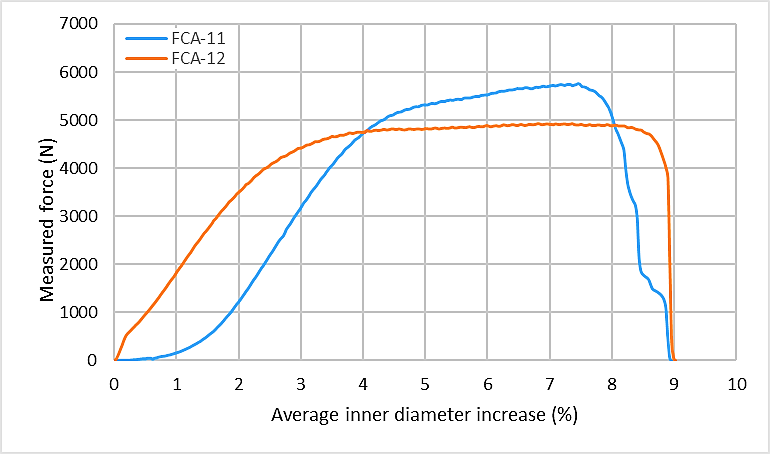 7000
6000
5000
4000
3000
2000
1000
0
Measured force (N)
FCA-11
FCA-12
0 1 2 3 4 5 6 7 8 9 10
Average inner diameter increase (%)